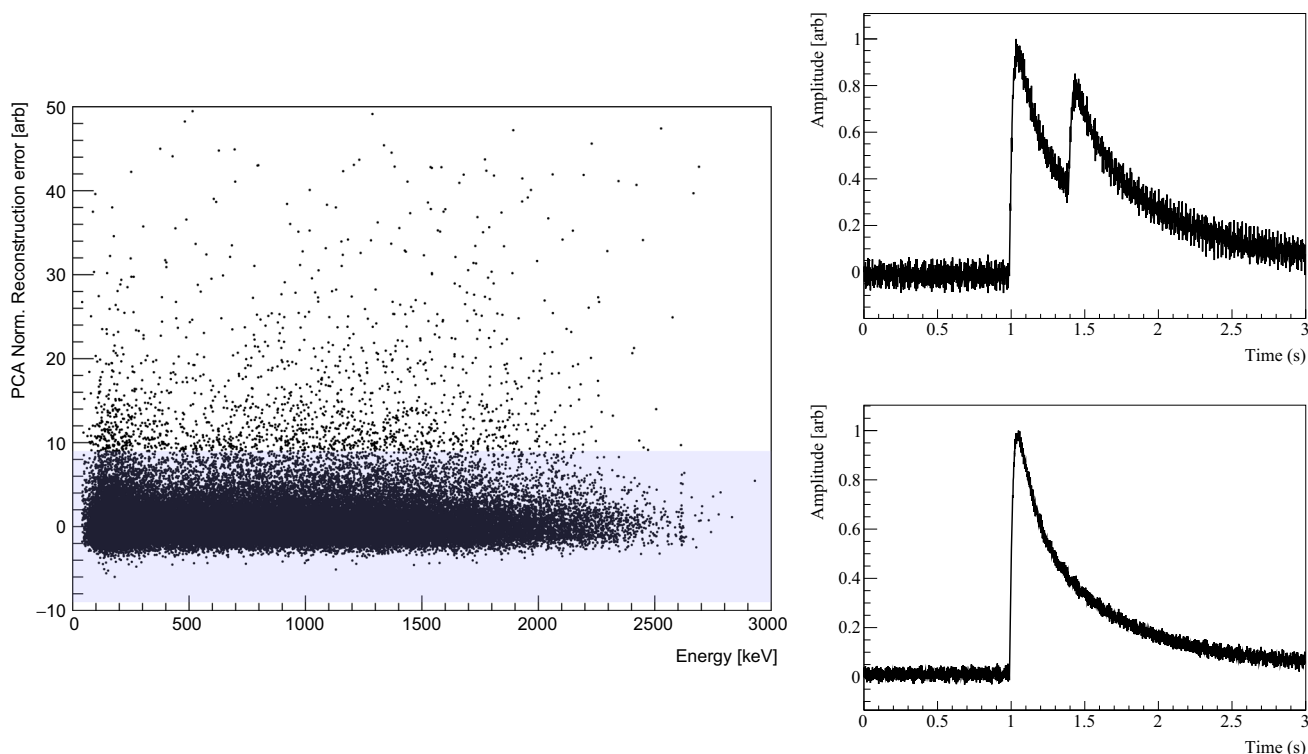 PCA Norm. Reconstruction error [arb]
50
40
30
20
10
0
−10
0 500 1000 1500 2000 2500 3000
Energy [keV]
Amplitude [arb]
1
0.8
0.6
0.4
0.2
0
0 0.5 1 1.5 2 2.5 3
Time (s)
Amplitude [arb]
1
0.8
0.6
0.4
0.2
0
0 0.5 1 1.5 2 2.5 3
Time (s)